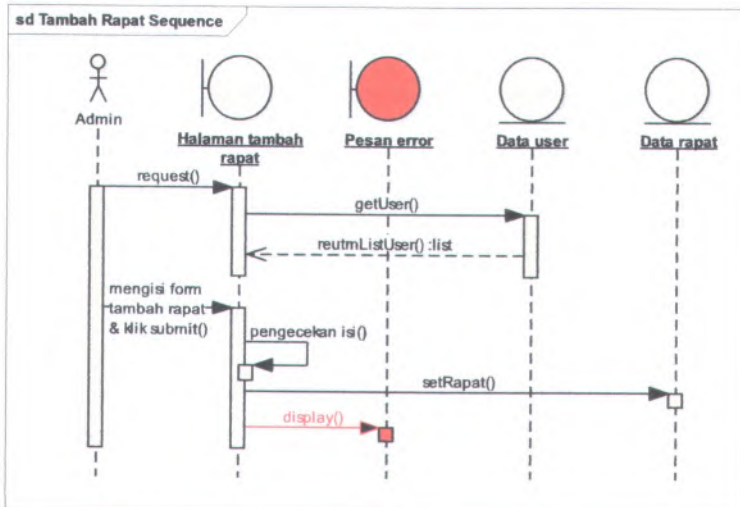 sd Tambah Rapat Sequence
Admin
Halaman tambah
rapat
Pesan error
Data user
Data rapat
request()
getUser()
reutrnListUser() :list
mengisi form
tambah rapat
& klik submit()
pengecekan isi()
setRapat()
display()